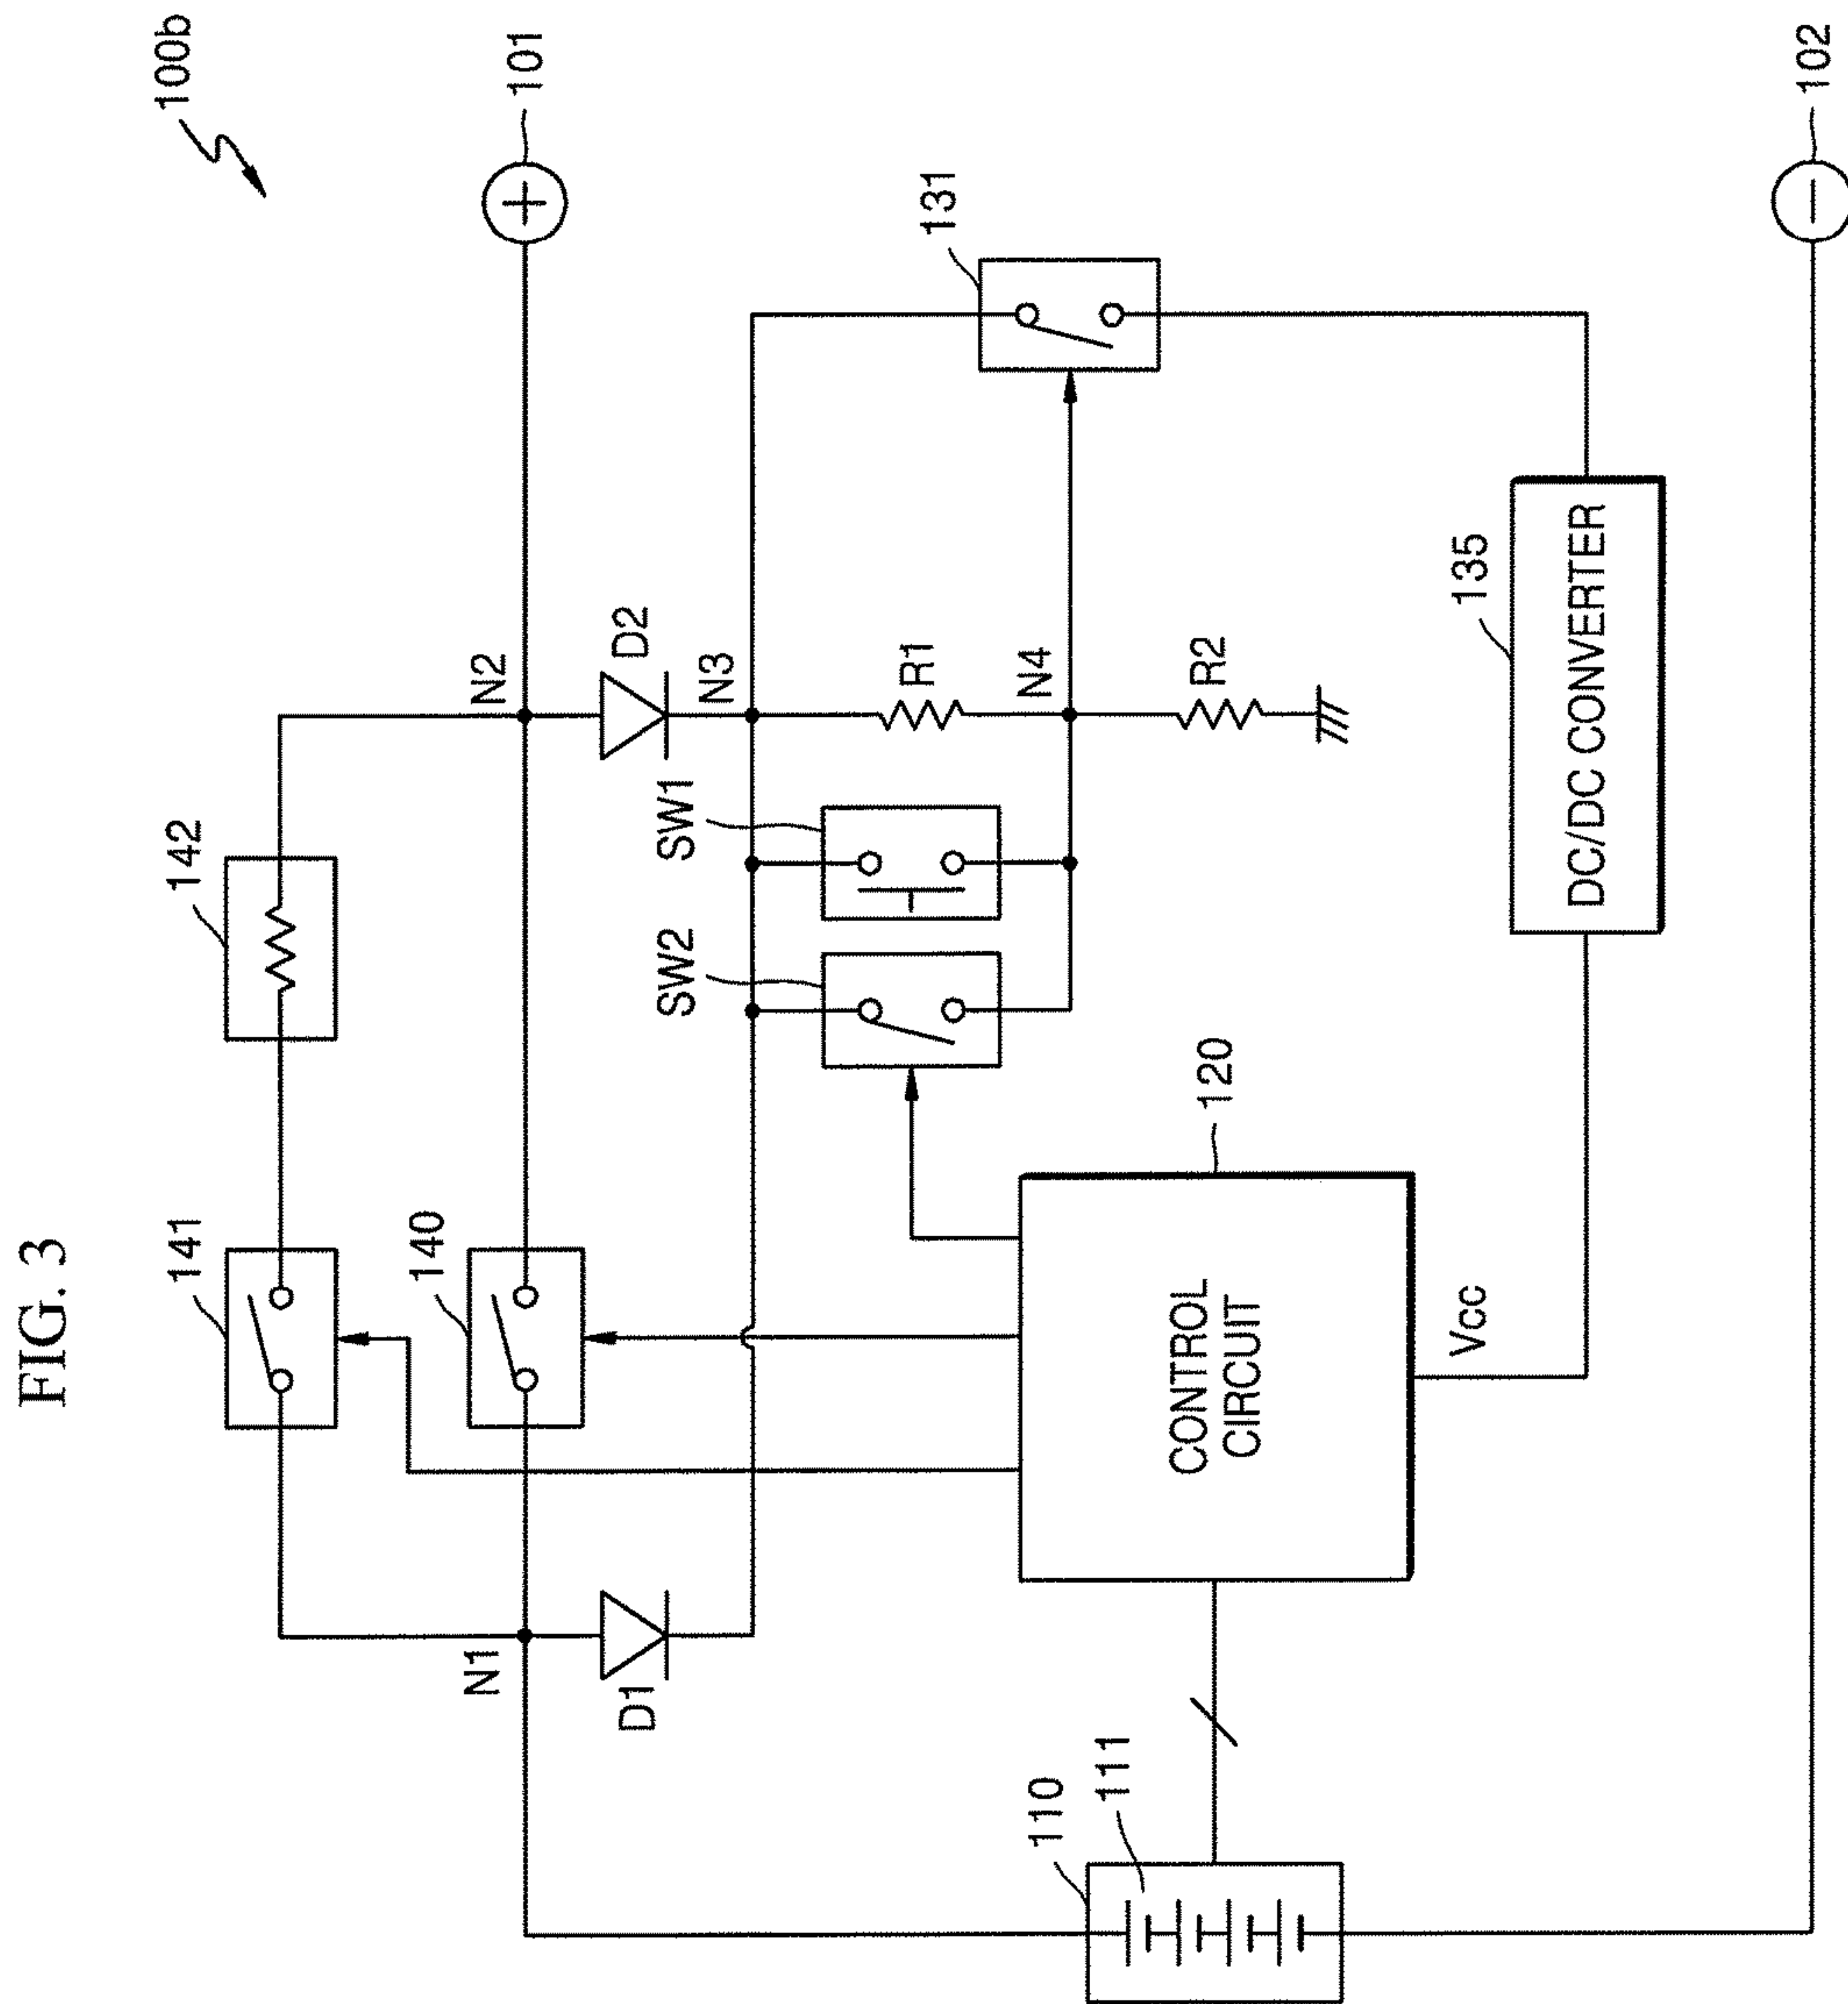 FIG. 3
100b
141
142
140
N1
N2
101
D1
D2
SW2
SW1
N3
R1
N4
R2
131
110
111
120
CONTROL
CIRCUIT
Vcc
135
DC/DC CONVERTER
102